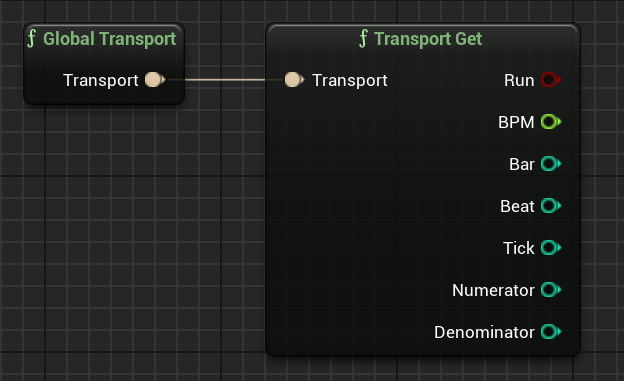 Global Transport
Transport
Transport Get
Transport
Run
BPM
Bar
Beat
Tick
Numerator
Denominator